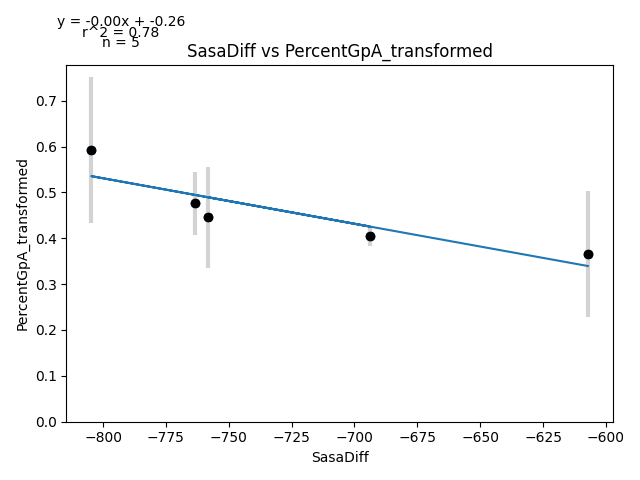 y = -0.00x + -0.26
r^2 = 0.78
n = 5
SasaDiff vs PercentGpA_transformed
PercentGpA_transformed
0.7
0.6
0.5
0.4
0.3
0.2
0.1
0.0
−800 −775 −750 −725 −700 −675 −650 −625 −600
SasaDiff